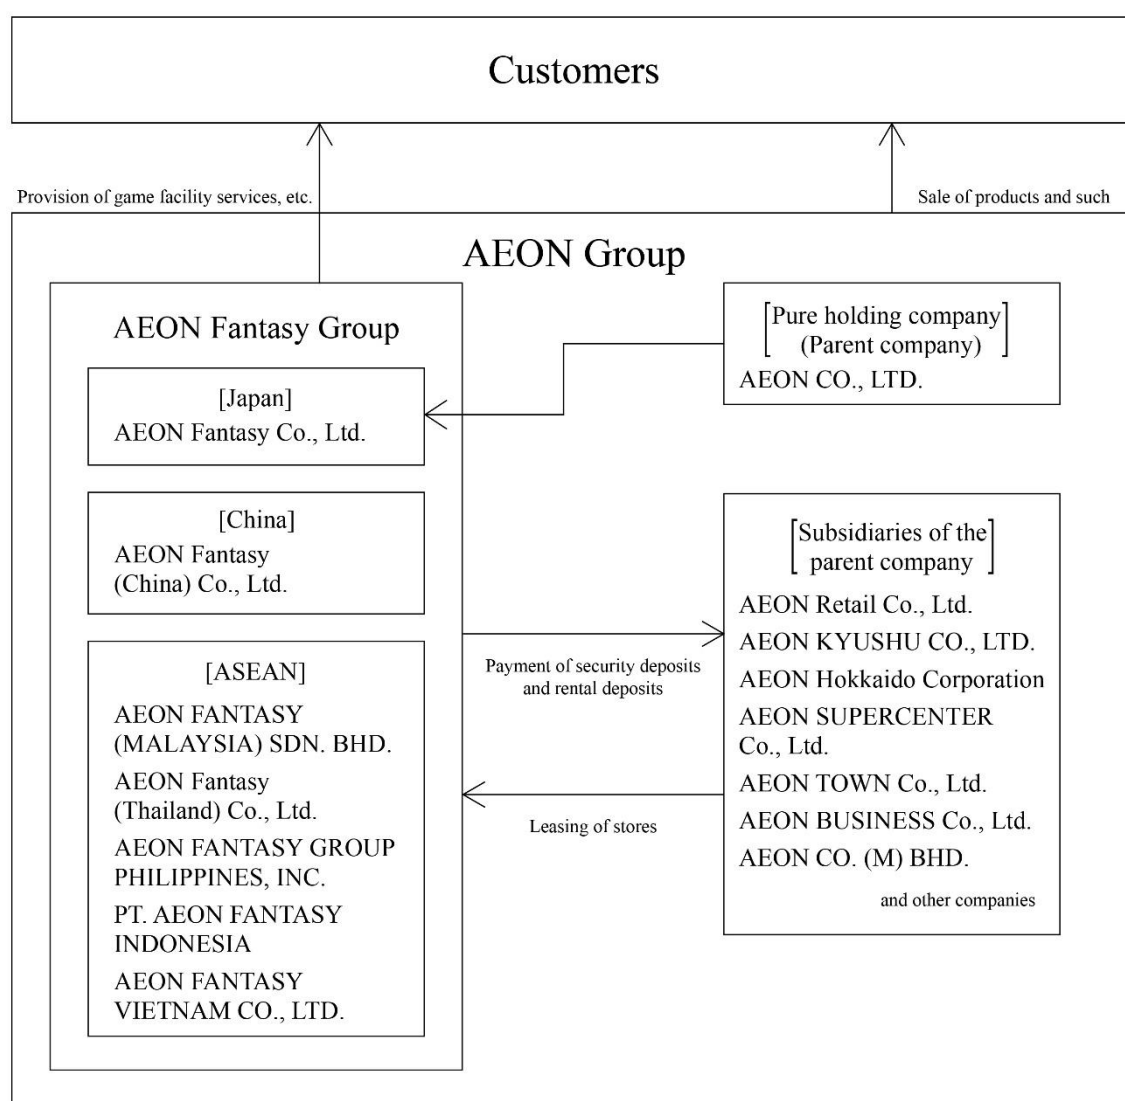 Customers
Provision of game facility services, etc.
Sale of products and such
AEON Group
AEON Fantasy Group
[Japan]
AEON Fantasy Co., Ltd.
[China]
AEON Fantasy
(China) Co., Ltd.
[ASEAN]
AEON FANTASY
(MALAYSIA) SDN. BHD.
AEON Fantasy
(Thailand) Co., Ltd.
AEON FANTASY GROUP
PHILIPPINES, INC.
PT. AEON FANTASY
INDONESIA
AEON FANTASY
VIETNAM CO., LTD.
[Pure holding company
(Parent company)]
AEON CO., LTD.
Payment of security deposits
and rental deposits
Leasing of stores
[Subsidiaries of the
parent company]
AEON Retail Co., Ltd.
AEON KYUSHU CO., LTD.
AEON Hokkaido Corporation
AEON SUPERCENTER
Co., Ltd.
AEON TOWN Co., Ltd.
AEON BUSINESS Co., Ltd.
AEON CO. (M) BHD.
and other companies